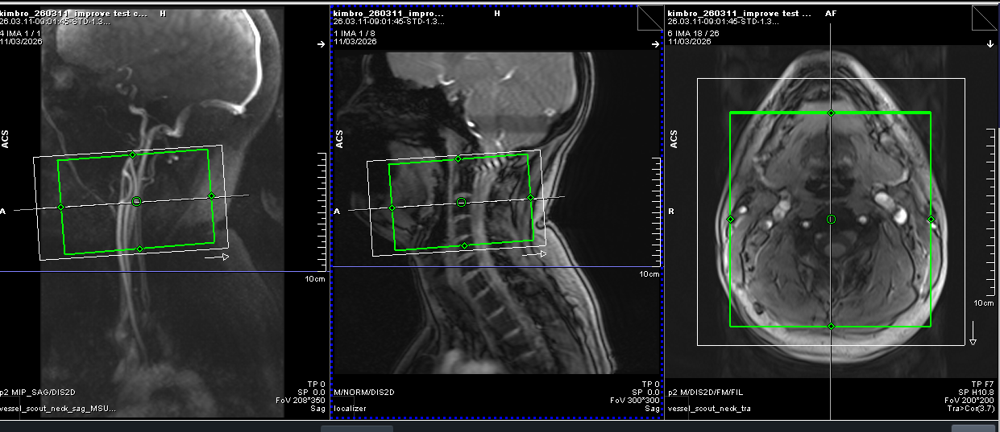 kimbro_260311_improve test c... H
26.03.11-09:01:45-STD-1.3...
4 IMA 1 / 1
11/03/2026
ACS
A
10cm
TP 0
p2 MIP_SAG/DIS2D
SP 0.0
FoV 208*350
vessel_scout_neck_sag_MSU...
Sag
kimbro_260311_impro... H
26.03.11-09:01:45-STD-1.3...
1 IMA 1 / 8
11/03/2026
ACS
A
10cm
TP 0
M/NORM/DIS2D
SP 0.0
FoV 300*300
localizer
Sag
kimbro_260311_improve test ... AF
26.03.11-09:01:45-STD-1.3...
6 IMA 18 / 26
11/03/2026
ACS
R
10cm
TP F7
p2 M/DIS2D/FM/FIL
SP H10.8
FoV 200*200
vessel_scout_neck_tra
Tra>Cor(3.7)